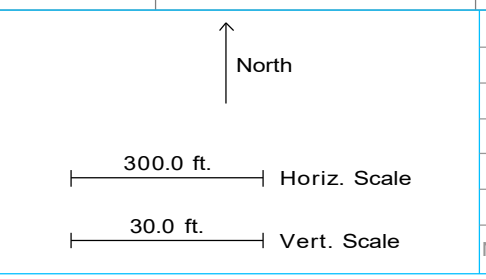 North
300.0 ft.
Horiz. Scale
30.0 ft.
Vert. Scale